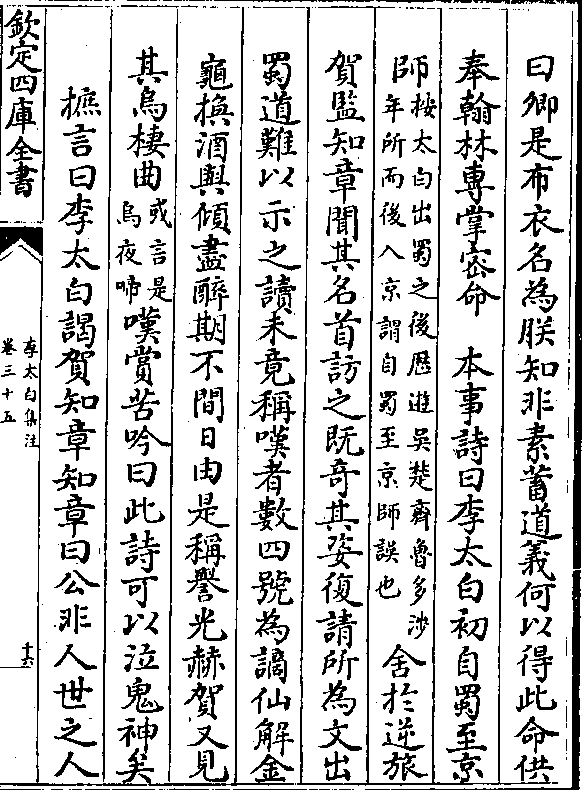 曰卿是布衣名為朕知非素蓄道義何以得此命供
奉翰林專掌密命　本事詩曰李太白初自蜀至京
師按太白出蜀之後歴遊吳楚齊魯多涉
年所而後入京謂自蜀至京師誤也舍於逆旅
賀監知章聞其名首訪之既奇其姿復請所為文出
蜀道難以示之讀未竟稱嘆者數四號為謫仙解金
龜換酒與傾盡醉期不間日由是稱譽光赫賀又見
其烏棲曲或言是
烏夜啼嘆賞苦吟曰此詩可以泣鬼神矣
摭言曰李太白謁賀知章知章曰公非人世之人
欽定四庫全書
李太白集注
卷三十五
十六